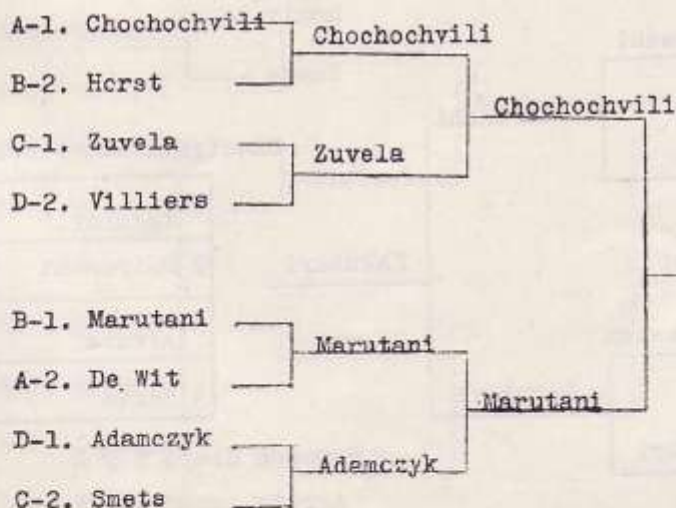 A-1. Chochochvili
Chochochvili
B-2. Horst
Chochochvili
C-1. Zuvela
Zuvela
D-2. Villiers
B-1. Marutani
Marutani
A-2. De Wit
Marutani
D-1. Adamczyk
Adamczyk
C-2. Smets